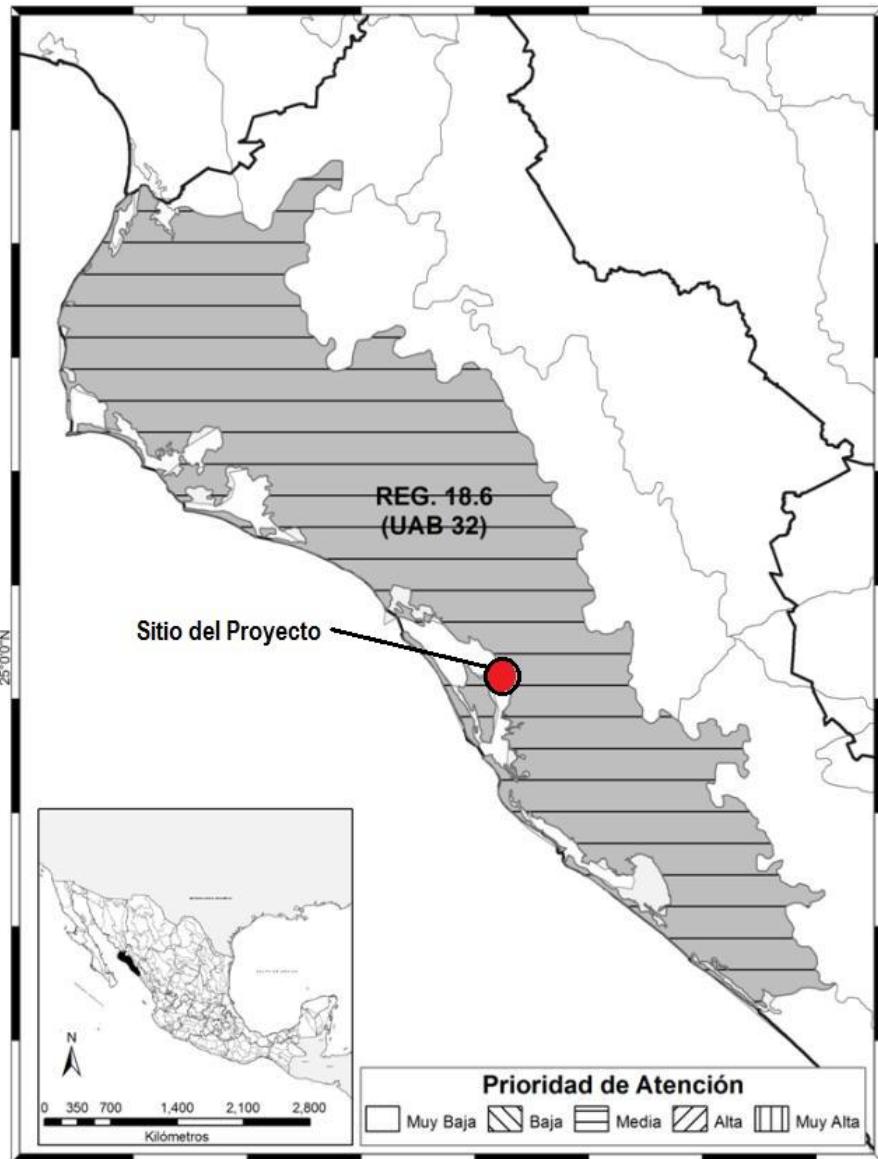 REG. 18.6
(UAB 32)
Sitio del Proyecto
25°0'0"N
N
0 350 700 1,400 2,100 2,800
Kilómetros
Prioridad de Atención
Muy Baja Baja Media Alta Muy Alta